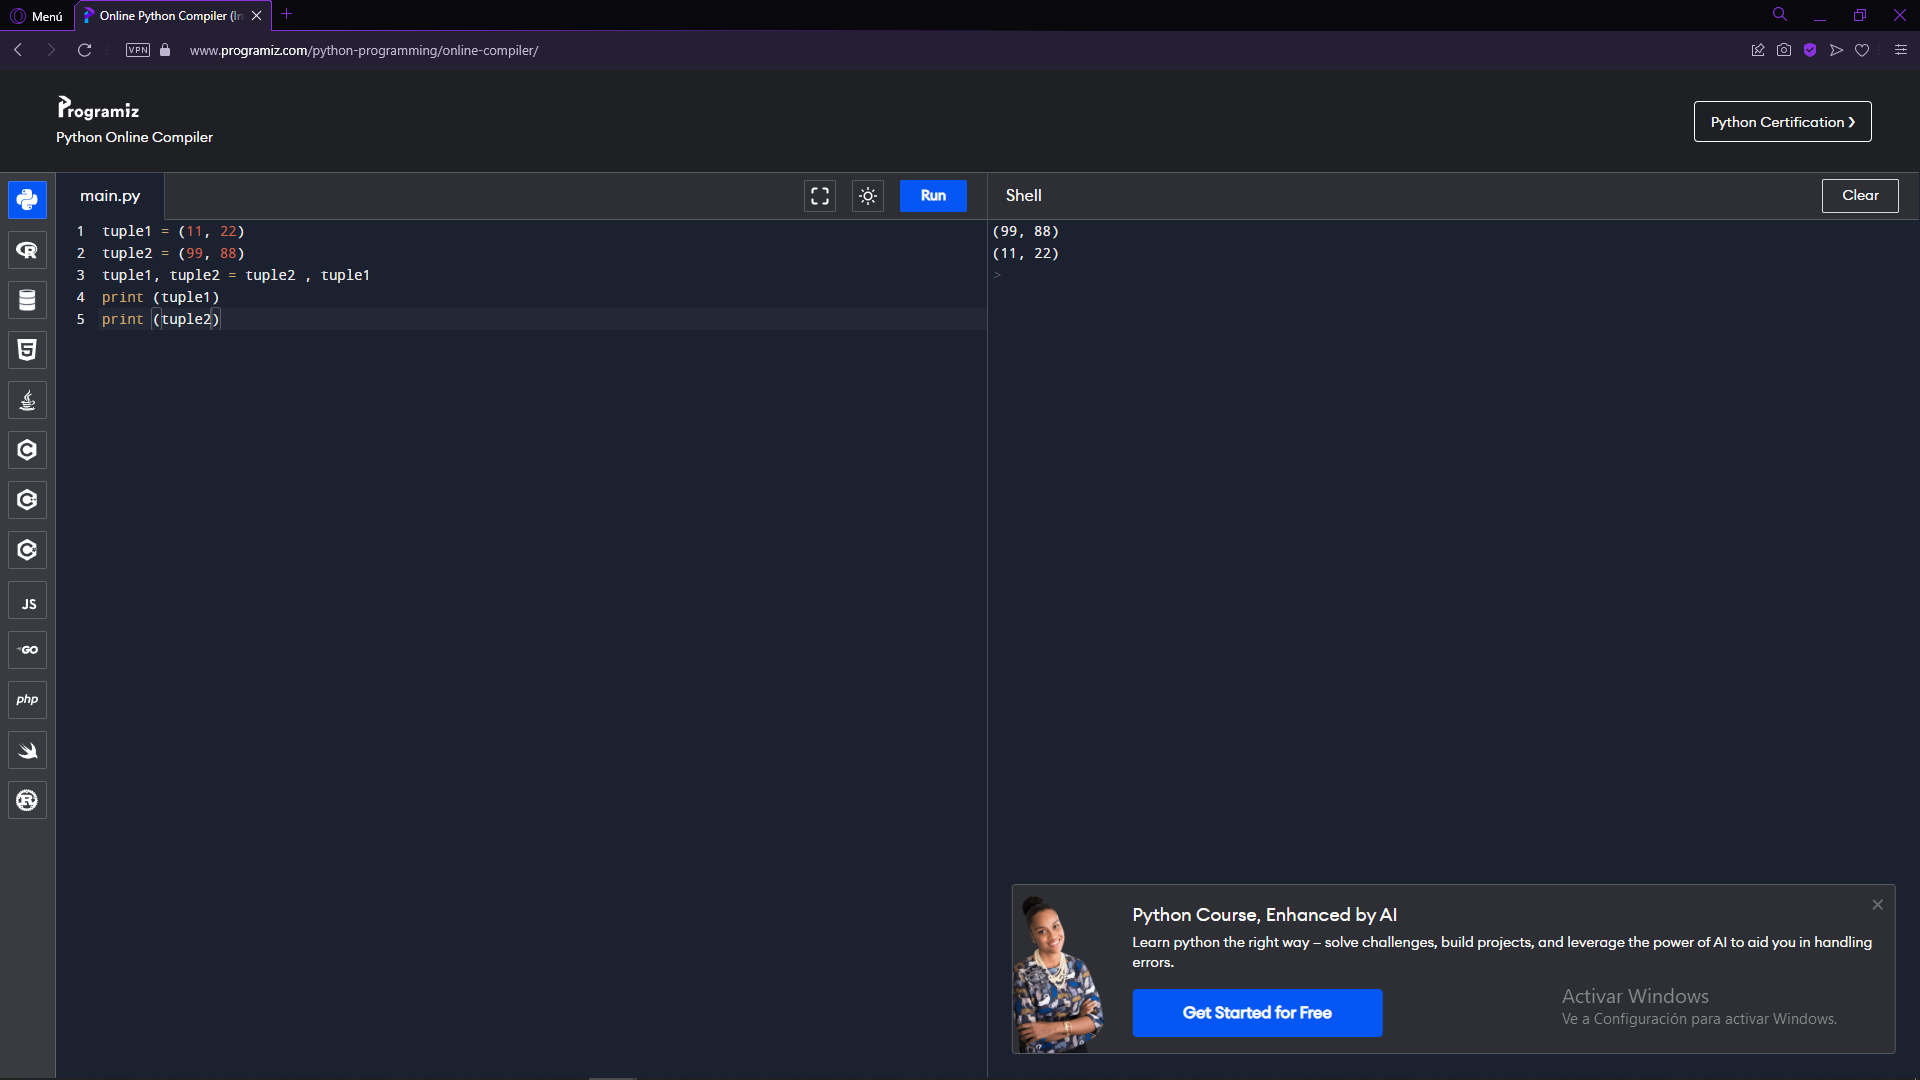 Menú
Online Python Compiler (In
VPN
www.programiz.com/python-programming/online-compiler/
Programiz
Python Online Compiler
Python Certification ❯
main.py
Run
Shell
Clear
1 tuple1 = (11, 22)
2 tuple2 = (99, 88)
3 tuple1, tuple2 = tuple2 , tuple1
4 print (tuple1)
5 print (tuple2)
(99, 88)
(11, 22)
>
R
5
C
C
C
JS
GO
php
R
Python Course, Enhanced by AI
Learn python the right way – solve challenges, build projects, and leverage the power of AI to aid you in handling
errors.
Get Started for Free
Activar Windows
Ve a Configuración para activar Windows.